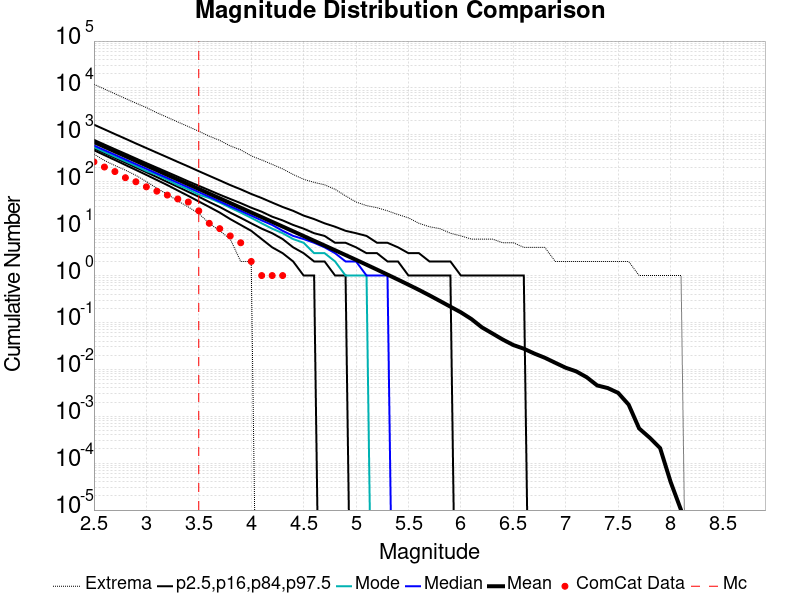 Magnitude Distribution Comparison
Cumulative Number
10^5
10^4
10^3
10^2
10^1
10^0
10^-1
10^-2
10^-3
10^-4
10^-5
2.5 3 3.5 4 4.5 5 5.5 6 6.5 7 7.5 8 8.5
Magnitude
Extrema p2.5,p16,p84,p97.5 Mode Median Mean ComCat Data Mc